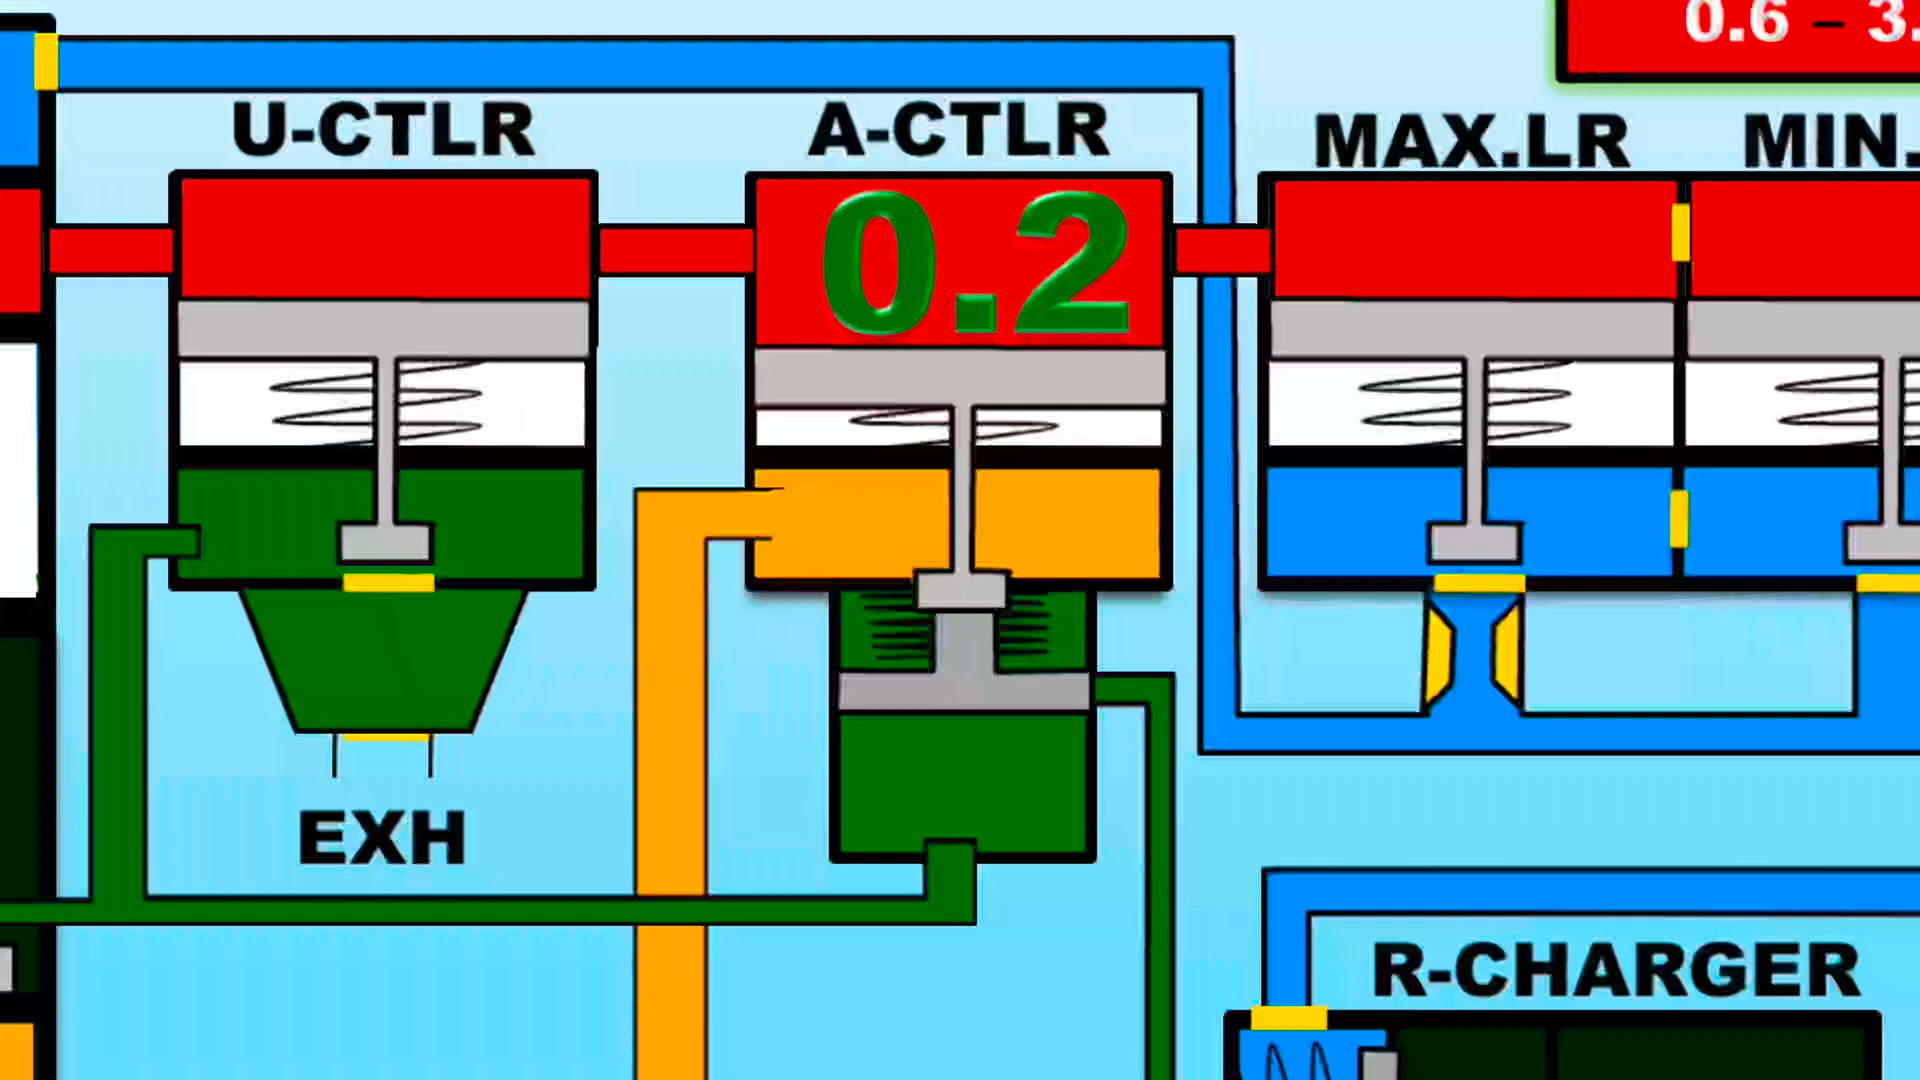 0.6 – 3.
U-CTLR
A-CTLR
MAX.LR
MIN.
0.2
EXH
R-CHARGER